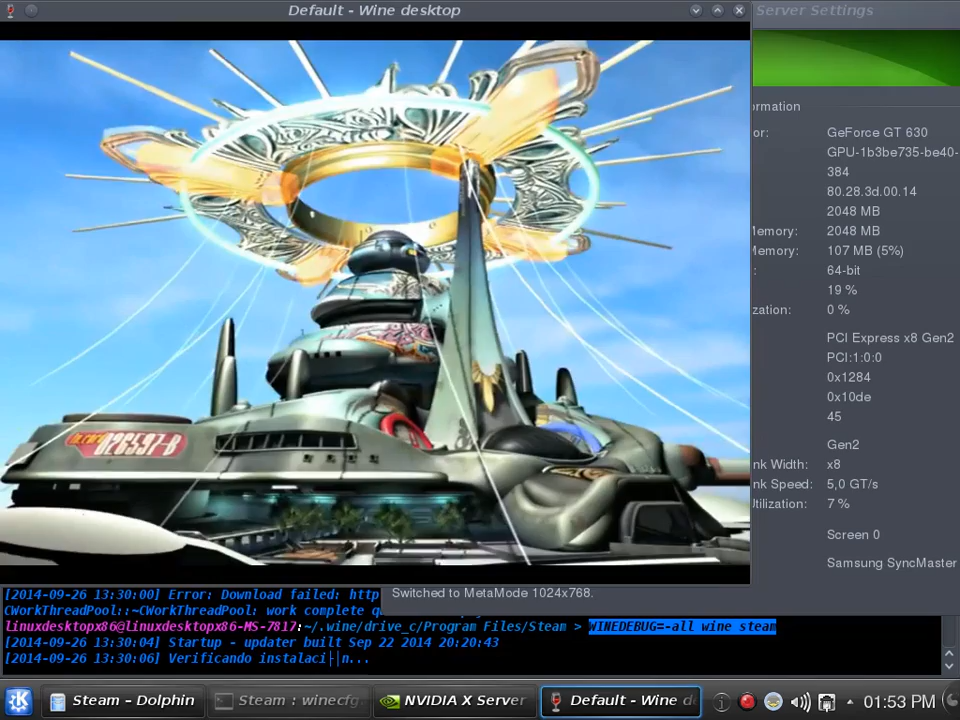 Default - Wine desktop
Server Settings
ormation
or:
GeForce GT 630
GPU-1b3be735-be40-
384
80.28.3d.00.14
2048 MB
Memory:
2048 MB
Memory:
107 MB (5%)
:
64-bit
19 %
zation:
0 %
PCI Express x8 Gen2
PCI:1:0:0
0x1284
0x10de
45
Gen2
nk Width:
x8
nk Speed:
5,0 GT/s
Utilization:
7 %
Screen 0
Samsung SyncMaster
026597-B
Switched to MetaMode 1024x768.
[2014-09-26 13:30:00] Error: Download failed: http
CWorkThreadPool::~CWorkThreadPool: work complete q
linuxdesktopx86@linuxdesktopx86-MS-7817:~/.wine/drive_c/Program Files/Steam > WINEDEBUG=-all wine steam
[2014-09-26 13:30:04] Startup - updater built Sep 22 2014 20:20:43
[2014-09-26 13:30:06] Verificando instalaci├│n...
Steam - Dolphin
Steam : winecfg
NVIDIA X Server
Default - Wine de
01:53 PM